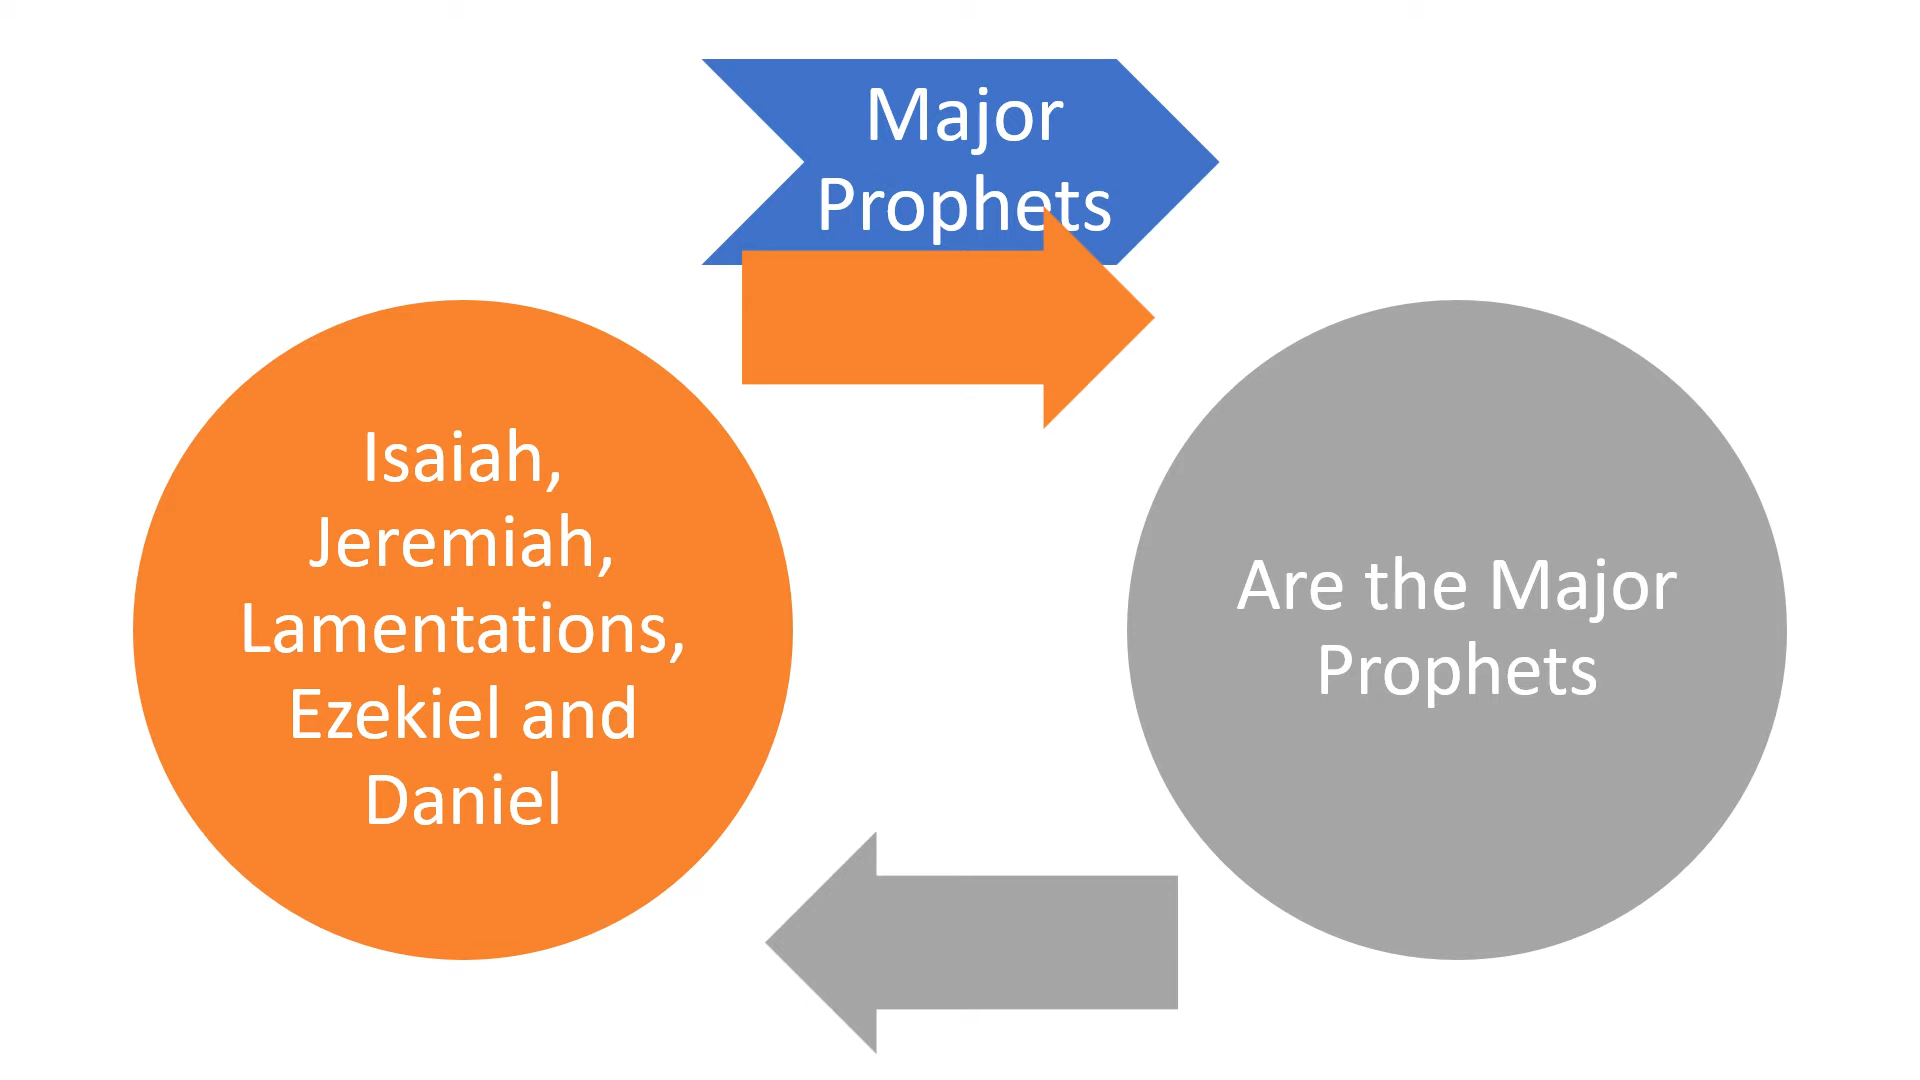 Major
Prophets
Isaiah,
Jeremiah,
Lamentations,
Ezekiel and
Daniel
Are the Major
Prophets